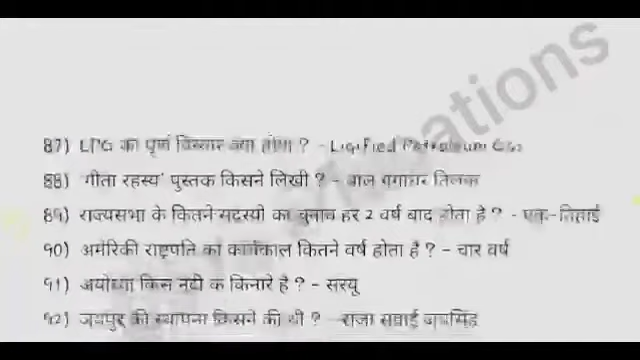 87) LPG का पूर्ण विस्तार क्या होगा ? - Liqified Petroleum Gas
88) 'गीता रहस्य' पुस्तक किसने लिखी ? - बाल गंगाधर तिलक
89) राज्यसभा के कितने सदस्यो का चुनाव हर 2 वर्ष बाद होता है ? - एक-तिहाई
90) अमेरिकी राष्ट्रपति का कार्यकाल कितने वर्ष होता है ? - चार वर्ष
91) अयोध्या किस नदी के किनारे है ? - सरयू
92) जयपुर की स्थापना किसने की थी ? - राजा सवाई जयसिंह